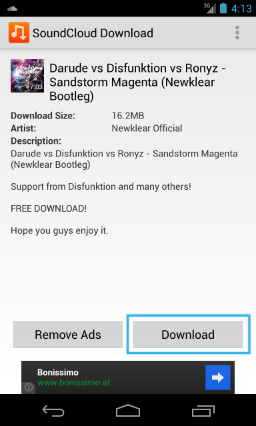 3G 4:13
SoundCloud Download
Darude vs Disfunktion vs Ronyz -
Sandstorm Magenta (Newklear
Bootleg)
7:03
Download Size: 16.2MB
Artist: Newklear Official
Description:
Darude vs Disfunktion vs Ronyz - Sandstorm Magenta
(Newklear Bootleg)
Support from Disfunktion and many others!
FREE DOWNLOAD!
Hope you guys enjoy it.
Remove Ads Download
Bonissimo
www.bonissimo.at